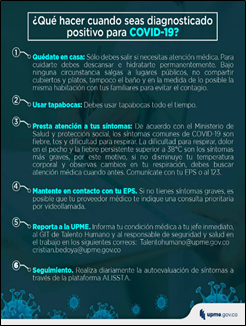 ¿Qué hacer cuando seas diagnosticado
positivo para COVID-19?
1
Quédate en casa: Sólo debes salir si necesitas atención médica. Para
cuidarte debes descansar e hidratarte permanentemente. Bajo
ninguna circunstancia salgas a lugares públicos, no compartir
cubiertos y platos, tampoco el baño y en la medida de lo posible la
misma habitación con tus familiares para evitar el contagio.
2
Usar tapabocas: Debes usar tapabocas todo el tiempo.
3
Presta atención a tus síntomas: De acuerdo con el Ministerio de
Salud y protección social, los síntomas comunes de COVID-19 son
fiebre, tos y dificultad para respirar. La dificultad para respirar, dolor
en el pecho y la fiebre persistente superior a 38°C son los síntomas
más graves, por este motivo, si no disminuye tu temperatura
corporal y observas cambios en tu respiración, debes buscar
atención médica cuando antes. Comunícate con tu EPS o al 123.
4
Mantente en contacto con tu EPS. Si no tienes síntomas graves, es
posible que tu proveedor médico te indique una consulta prioritaria
por videollamada.
5
Reporta a la UPME. Informa tu condición médica a tu jefe inmediato,
al GIT de Talento Humano y al responsable de seguridad y salud en
el trabajo en los siguientes correos: Talentohumano@upme.gov.co
cristian.bedoya@upme.gov.co
6
Seguimiento. Realiza diariamente la autoevaluación de síntomas a
través de la plataforma ALISSTA.
upme.gov.co